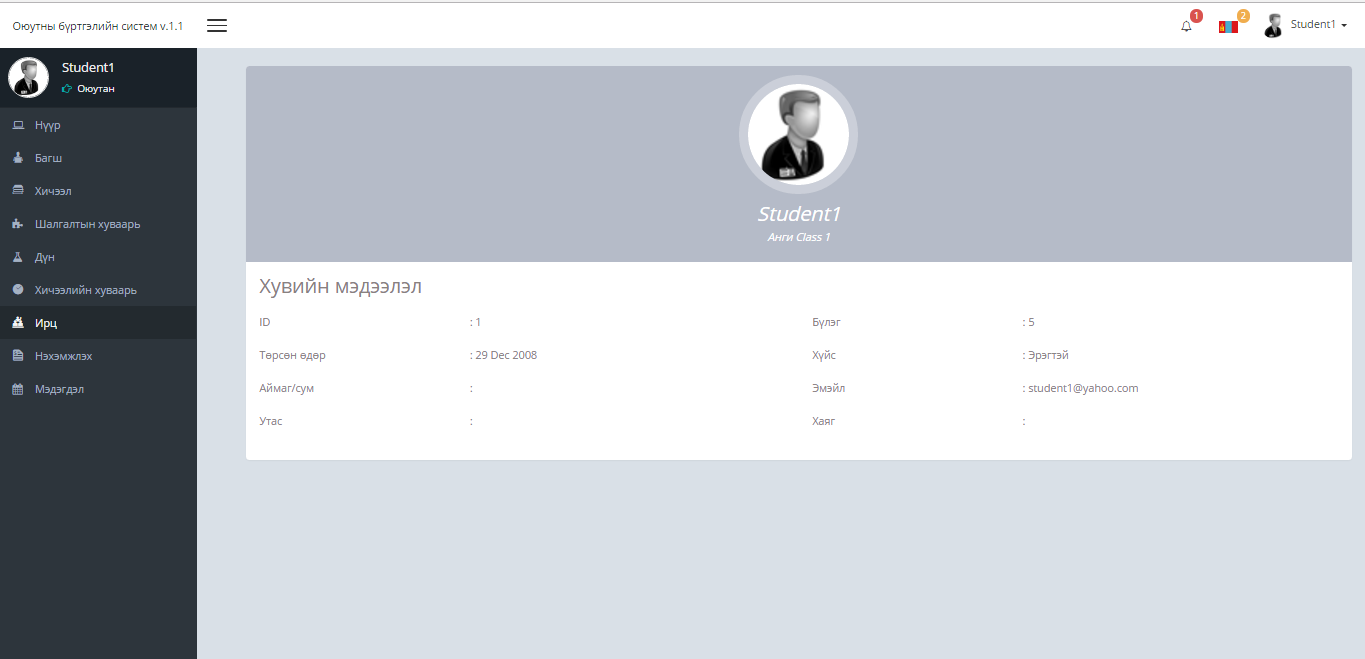 Оюутны бүртгэлийн систем v.1.1
1
2
Student1
Student1
Оюутан
Нүүр
Багш
Хичээл
Шалгалтын хуваарь
Дүн
Хичээлийн хуваарь
Ирц
Нэхэмжлэх
Мэдэгдэл
Student1
Анги Class 1
Хувийн мэдээлэл
ID : 1 Бүлэг : 5
Төрсөн өдөр : 29 Dec 2008 Хүйс : Эрэгтэй
Аймаг/сум : Эмэйл : student1@yahoo.com
Утас : Хаяг :